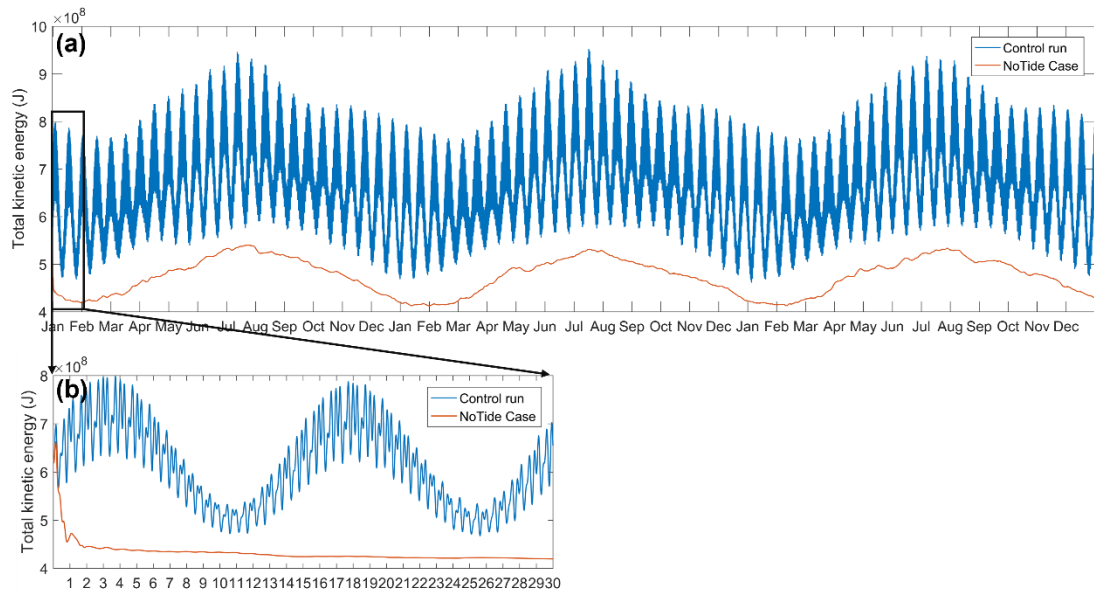 ×10⁸
(a)
Total kinetic energy (J)
10
9
8
7
6
5
4
Control run
NoTide Case
Jan Feb Mar Apr May Jun Jul Aug Sep Oct Nov Dec Jan Feb Mar Apr May Jun Jul Aug Sep Oct Nov Dec Jan Feb Mar Apr May Jun Jul Aug Sep Oct Nov Dec
×10⁸
(b)
Total kinetic energy (J)
8
7
6
5
4
Control run
NoTide Case
1 2 3 4 5 6 7 8 9 10 11 12 13 14 15 16 17 18 19 20 21 22 23 24 25 26 27 28 29 30